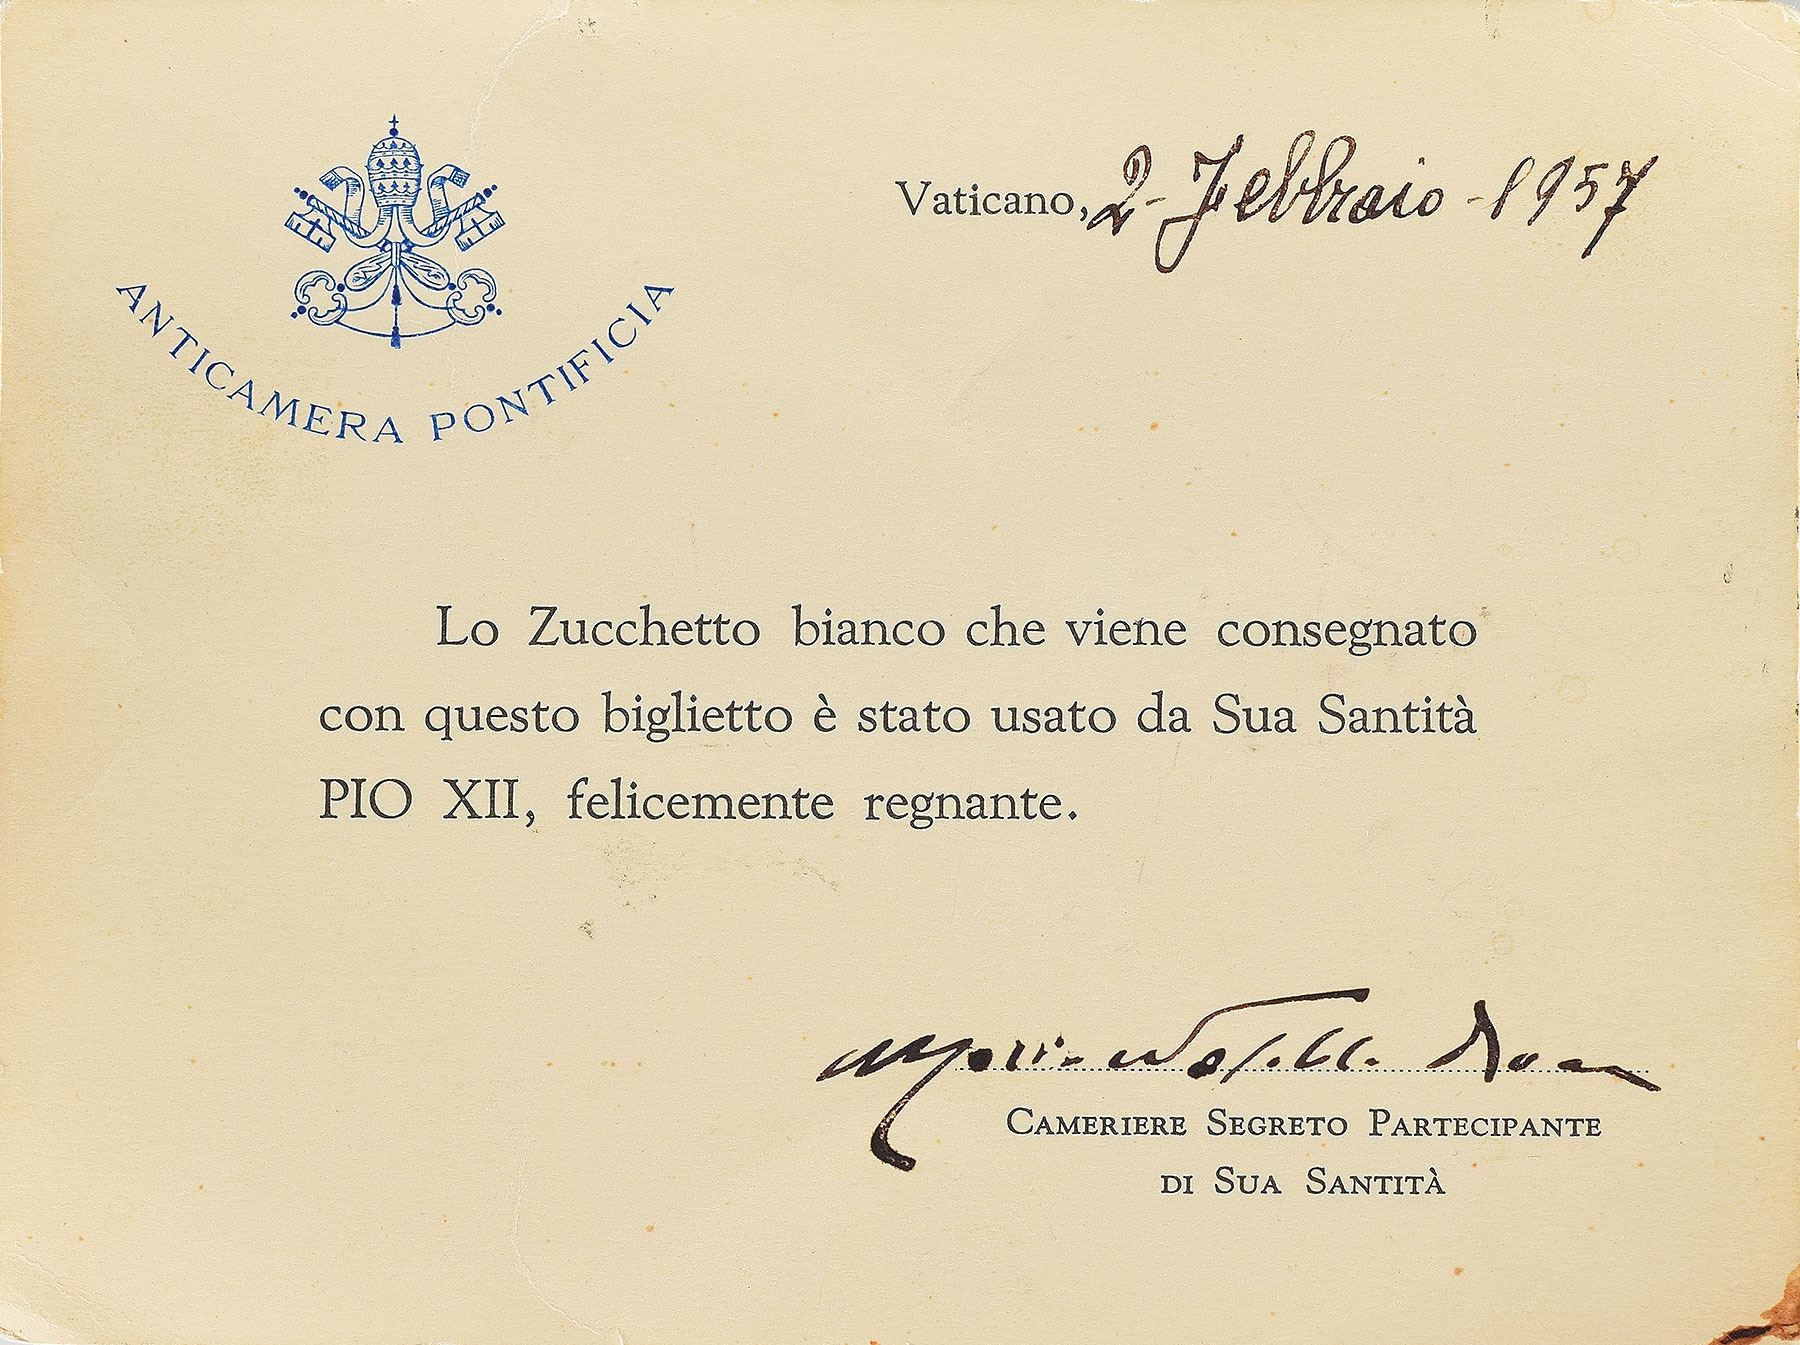 ANTICAMERA PONTIFICIA
Vaticano, 2 - Febbraio - 1957
Lo Zucchetto bianco che viene consegnato
con questo biglietto è stato usato da Sua Santità
PIO XII, felicemente regnante.
CAMERIERE SEGRETO PARTECIPANTE
DI SUA SANTITÀ